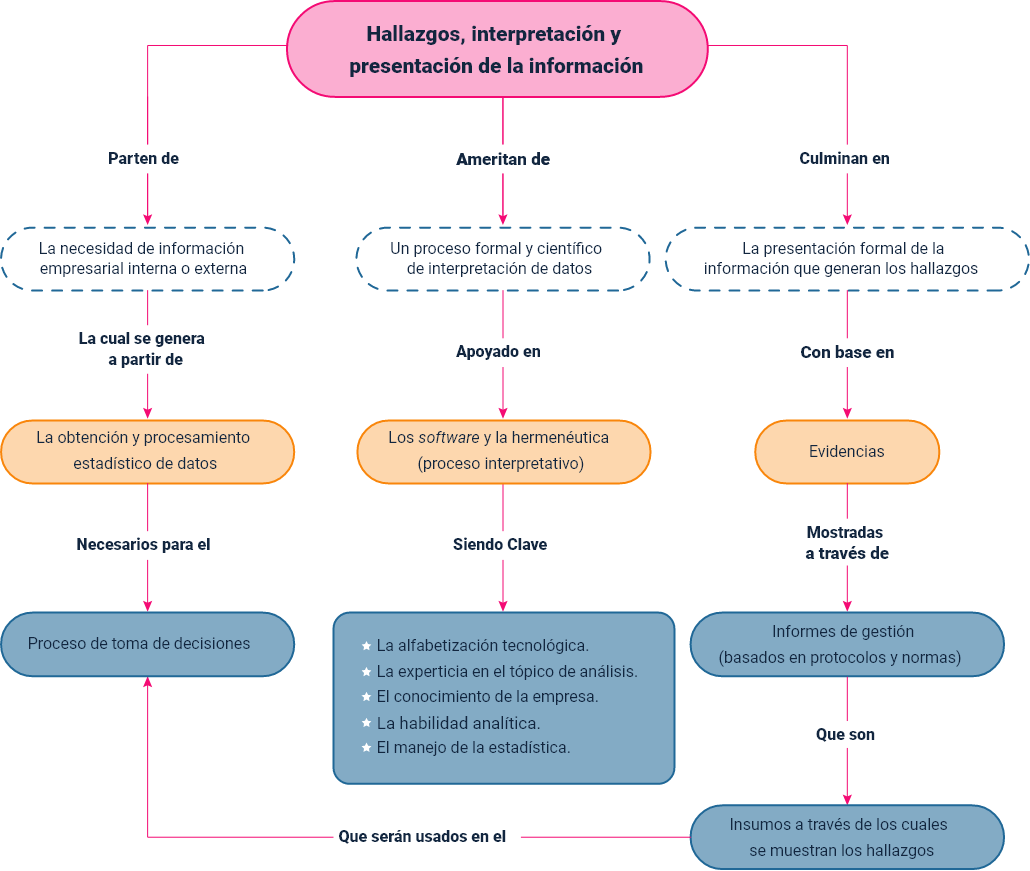 Hallazgos, interpretación y
presentación de la información
Parten de
Ameritan de
Culminan en
La necesidad de información
empresarial interna o externa
Un proceso formal y científico
de interpretación de datos
La presentación formal de la
información que generan los hallazgos
La cual se genera
a partir de
Apoyado en
Con base en
La obtención y procesamiento
estadístico de datos
Los software y la hermenéutica
(proceso interpretativo)
Evidencias
Necesarios para el
Siendo Clave
Mostradas
a través de
Proceso de toma de decisiones
La alfabetización tecnológica.
La experticia en el tópico de análisis.
El conocimiento de la empresa.
La habilidad analítica.
El manejo de la estadística.
Informes de gestión
(basados en protocolos y normas)
Que son
Insumos a través de los cuales
se muestran los hallazgos
Que serán usados en el